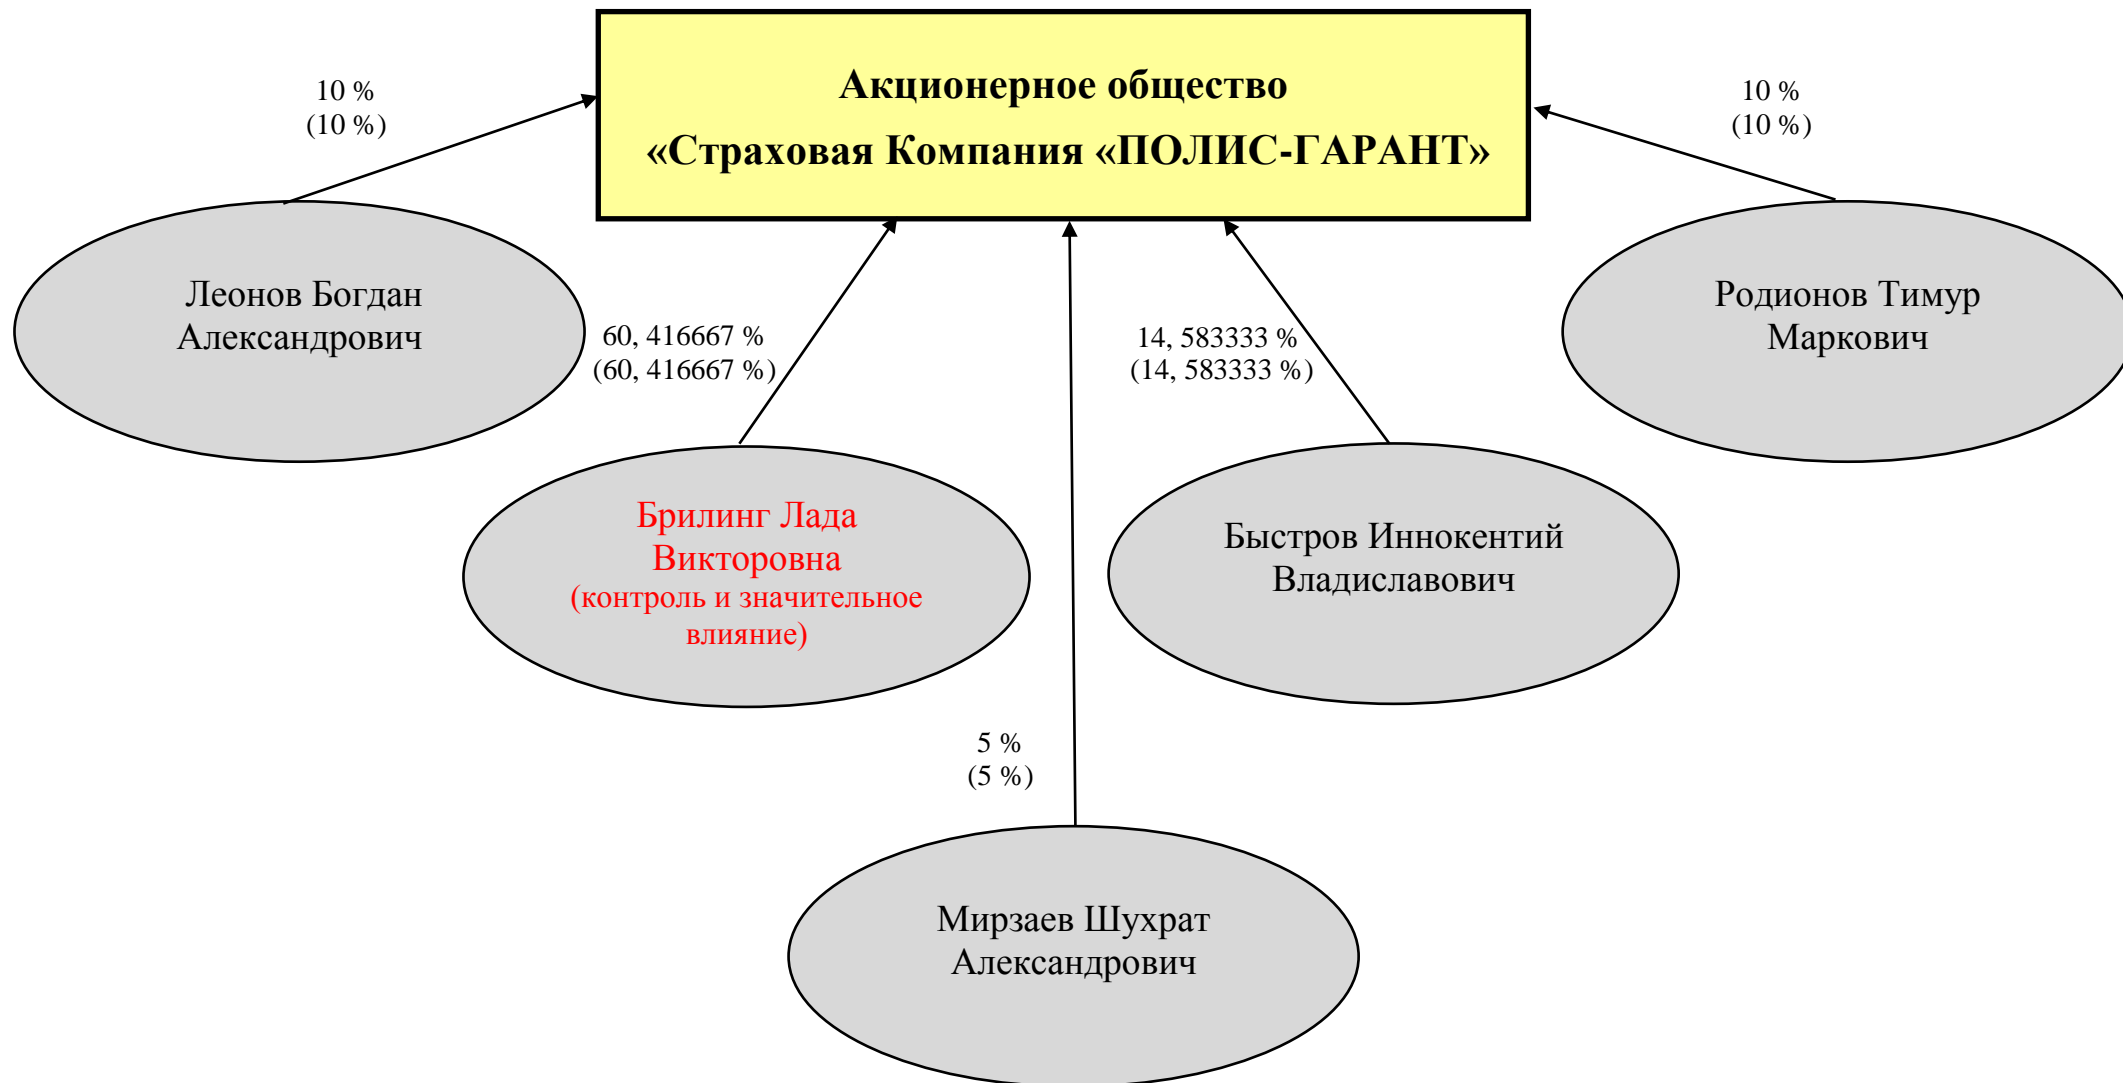 Акционерное общество
«Страховая Компания «ПОЛИС-ГАРАНТ»
10 %
(10 %)
10 %
(10 %)
Леонов Богдан
Александрович
Родионов Тимур
Маркович
60, 416667 %
(60, 416667 %)
14, 583333 %
(14, 583333 %)
Брилинг Лада
Викторовна
(контроль и значительное
влияние)
Быстров Иннокентий
Владиславович
5 %
(5 %)
Мирзаев Шухрат
Александрович